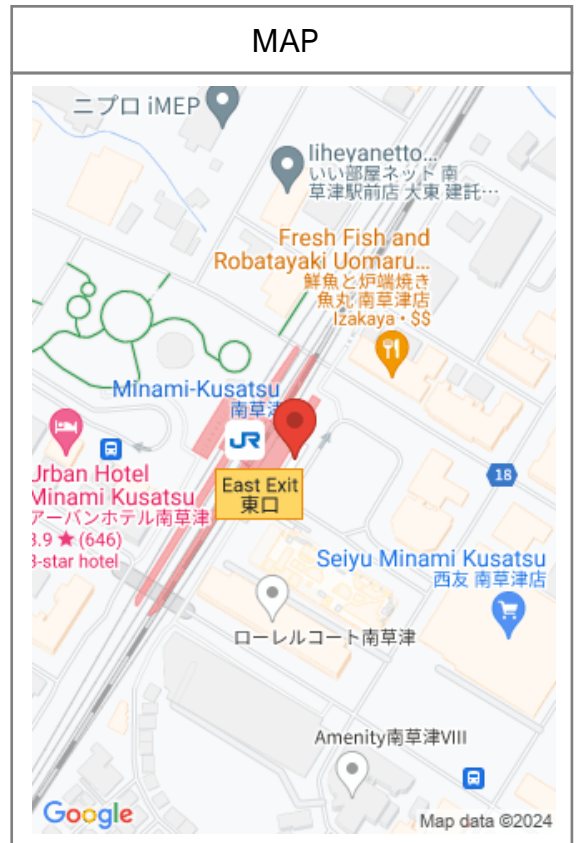 MAP
ニプロ iMEP
liheyanetto...
いい部屋ネット 南
草津駅前店 大東 建託…
Fresh Fish and
Robatayaki Uomaru...
鮮魚と炉端焼き
魚丸 南草津店
Izakaya • $$
Minami-Kusatsu
南草津
JR
East Exit
東口
Urban Hotel
Minami Kusatsu
アーバンホテル南草津
3.9 ★ (646)
3-star hotel
18
Seiyu Minami Kusatsu
西友 南草津店
ローレルコート南草津
Amenity南草津VIII
Google
Map data ©2024